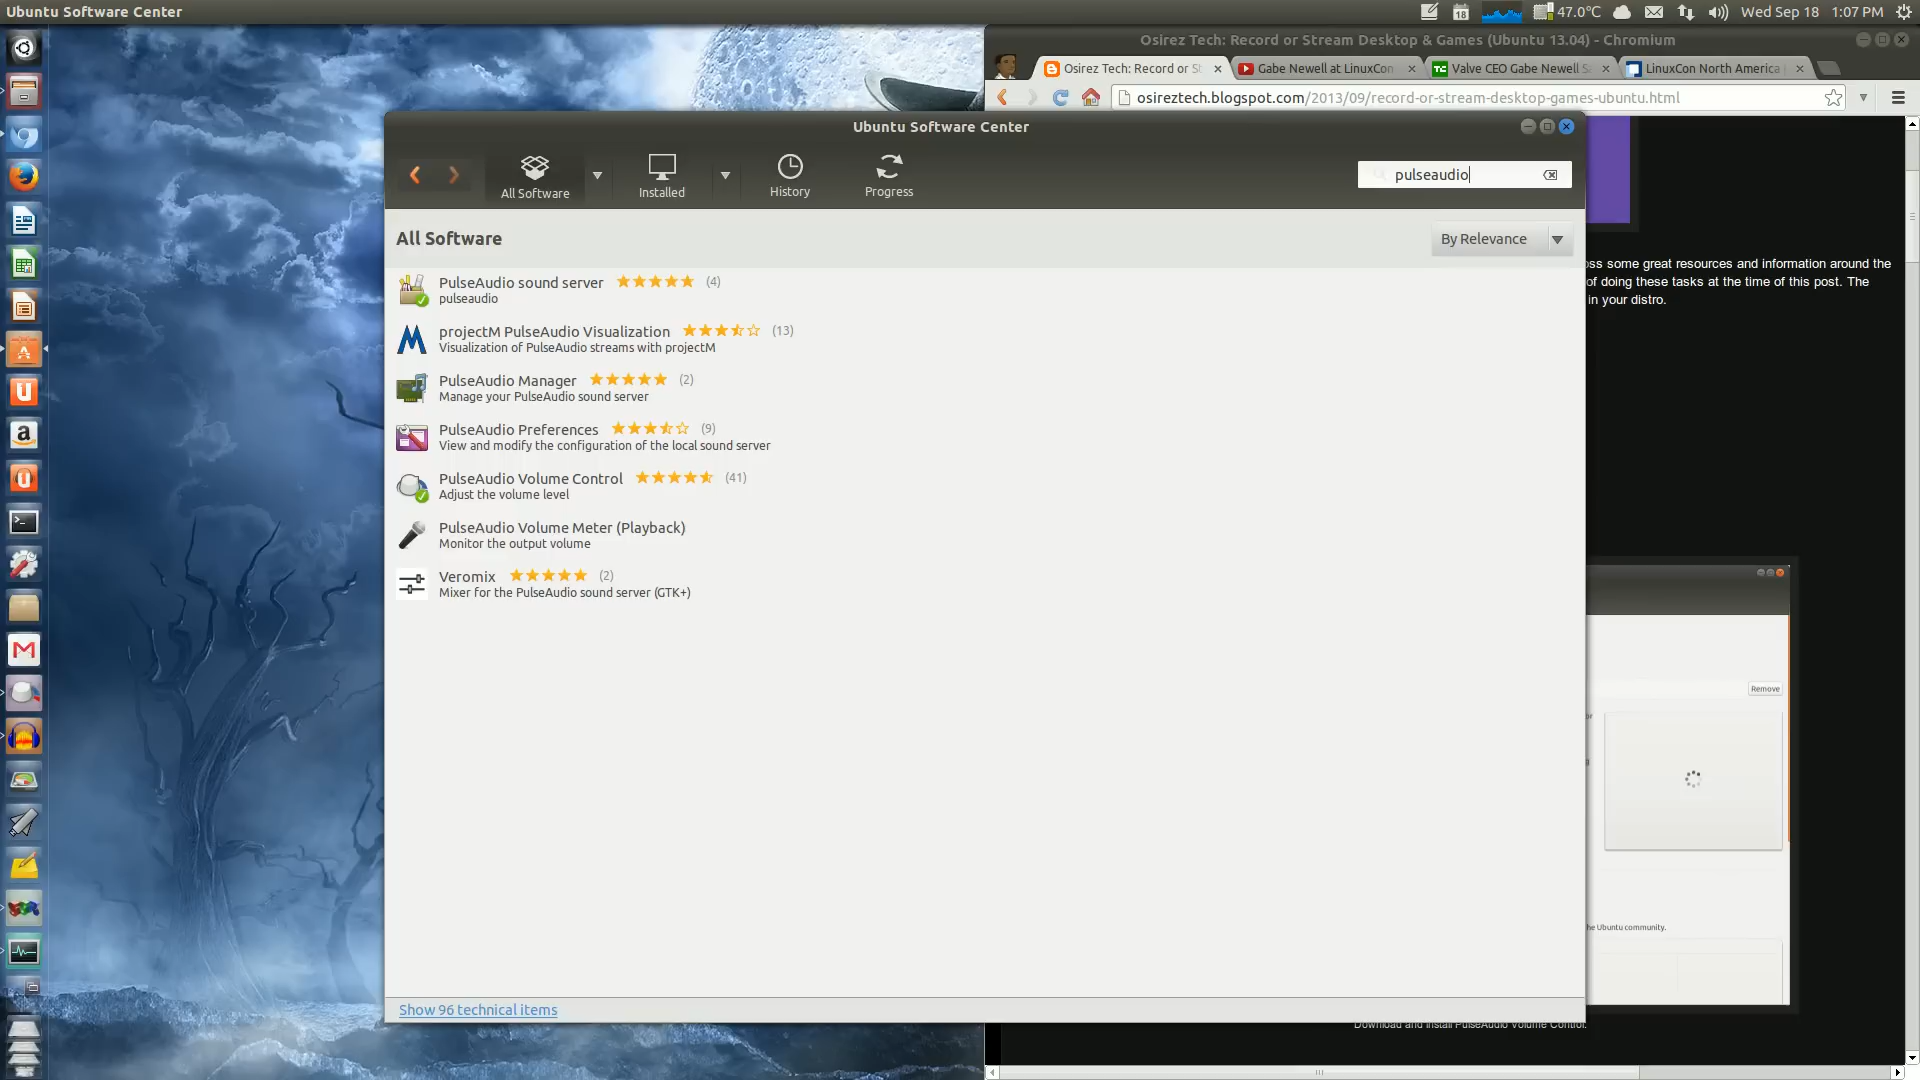 Ubuntu Software Center
18
47.0°C
Wed Sep 18 1:07 PM
Osirez Tech: Record or Stream Desktop & Games (Ubuntu 13.04) - Chromium
Osirez Tech: Record or St
Gabe Newell at LinuxCon
Valve CEO Gabe Newell Sa
LinuxCon North America
osireztech.blogspot.com/2013/09/record-or-stream-desktop-games-ubuntu.html
Ubuntu Software Center
All Software
Installed
History
Progress
pulseaudio
All Software
By Relevance
PulseAudio sound server (4)
pulseaudio
projectM PulseAudio Visualization (13)
Visualization of PulseAudio streams with projectM
PulseAudio Manager (2)
Manage your PulseAudio sound server
PulseAudio Preferences (9)
View and modify the configuration of the local sound server
PulseAudio Volume Control (41)
Adjust the volume level
PulseAudio Volume Meter (Playback)
Monitor the output volume
Veromix (2)
Mixer for the PulseAudio sound server (GTK+)
Show 96 technical items
oss some great resources and information around the
of doing these tasks at the time of this post. The
in your distro.
Remove
or
he Ubuntu community.
Download and install PulseAudio Volume Control.